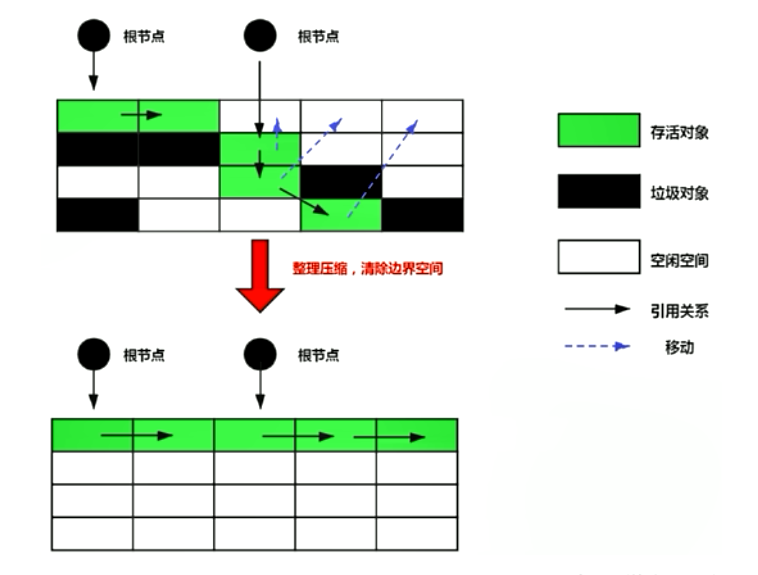 根节点
根节点
存活对象
垃圾对象
空闲空间
引用关系
移动
整理压缩，清除边界空间
根节点
根节点